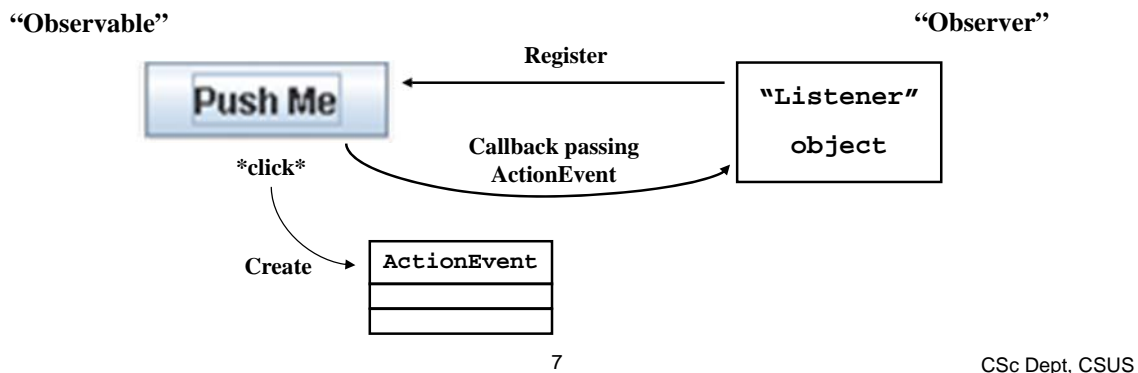 “Observable”
“Observer”
Register
Push Me
“Listener”
object
*click*
Callback passing
ActionEvent
Create
ActionEvent
7
CSc Dept, CSUS